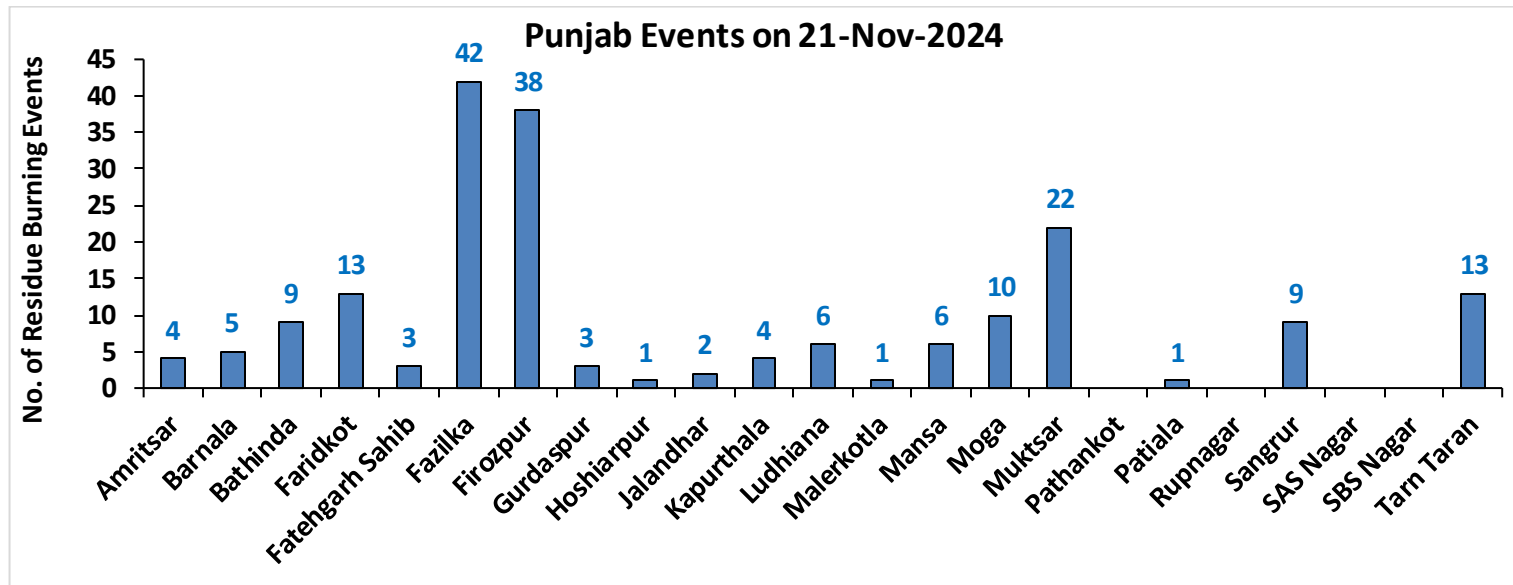 Punjab Events on 21-Nov-2024
No. of Residue Burning Events
45
40
35
30
25
20
15
10
5
0
4
5
9
13
3
42
38
3
1
2
4
6
1
6
10
22
1
9
13
Amritsar
Barnala
Bathinda
Faridkot
Fatehgarh Sahib
Fazilka
Firozpur
Gurdaspur
Hoshiarpur
Jalandhar
Kapurthala
Ludhiana
Malerkotla
Mansa
Moga
Muktsar
Pathankot
Patiala
Rupnagar
Sangrur
SAS Nagar
SBS Nagar
Tarn Taran